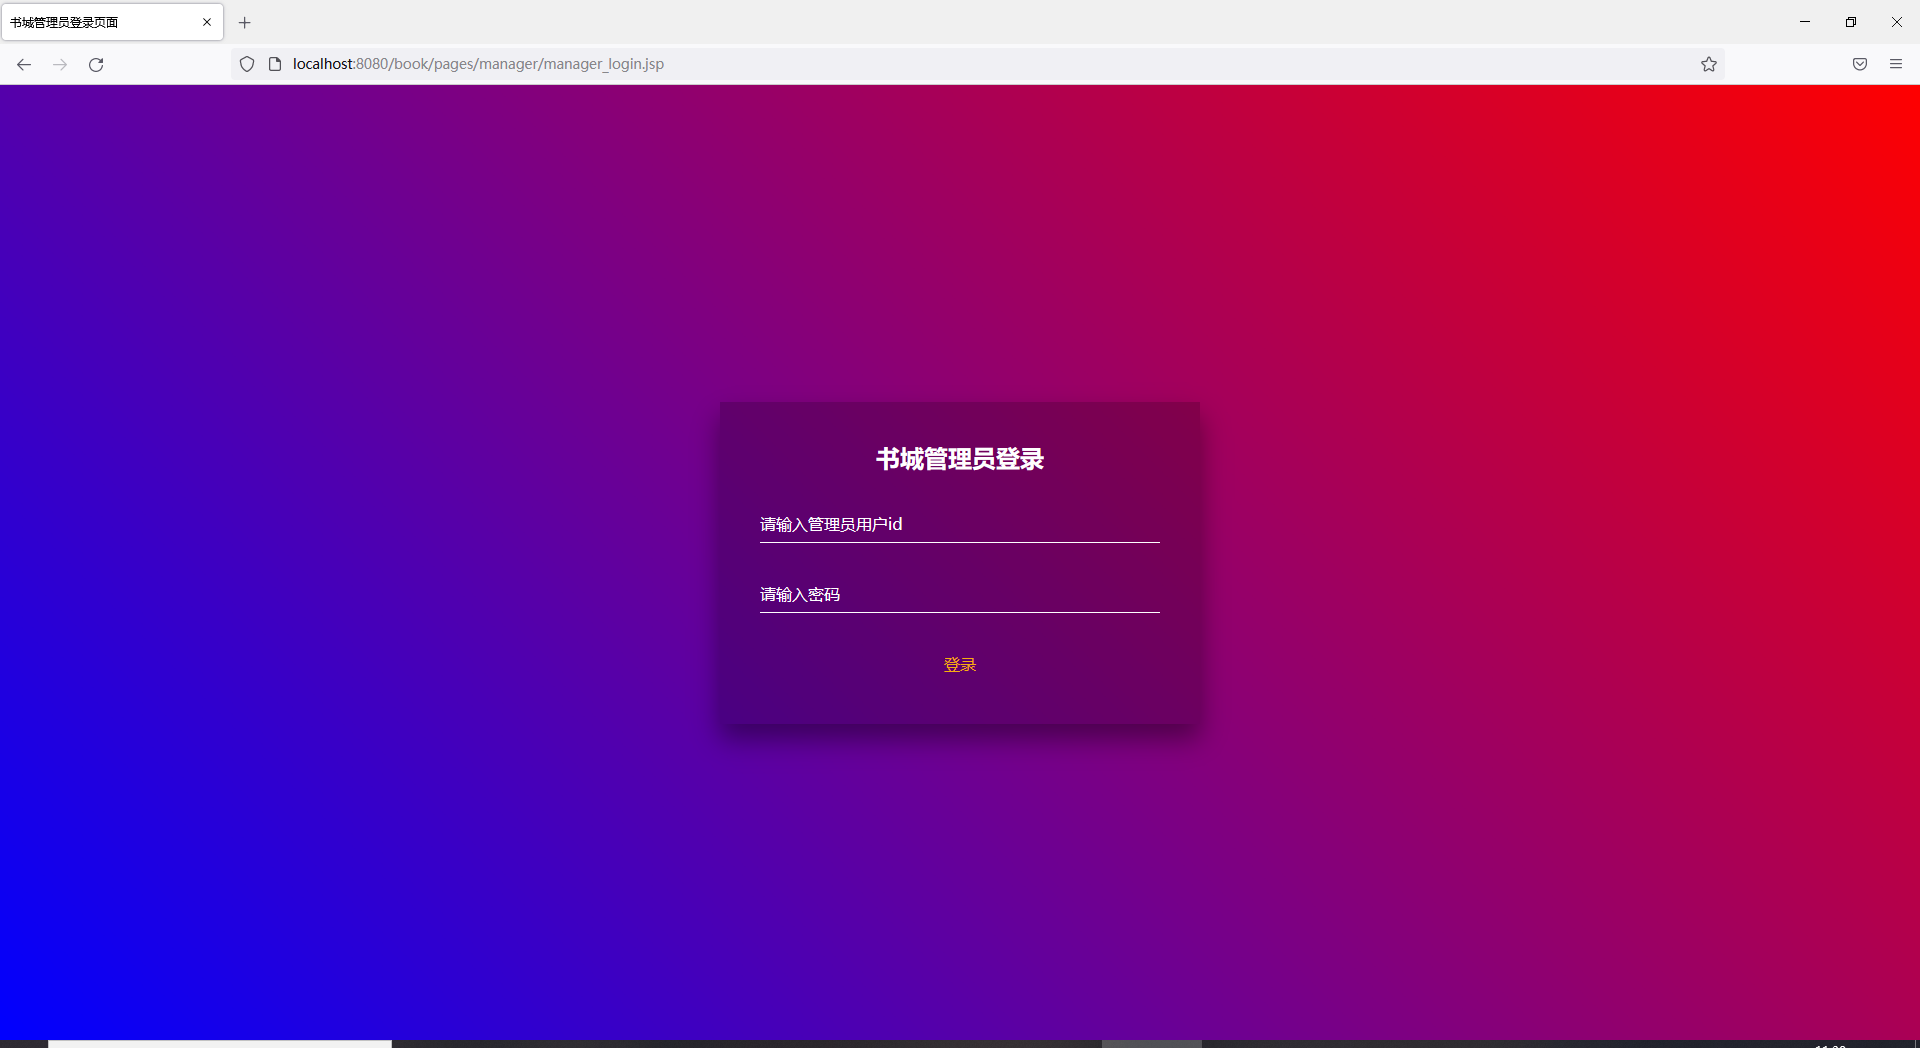 书城管理员登录页面
localhost:8080/book/pages/manager/manager_login.jsp
书城管理员登录
请输入管理员用户id
请输入密码
登录